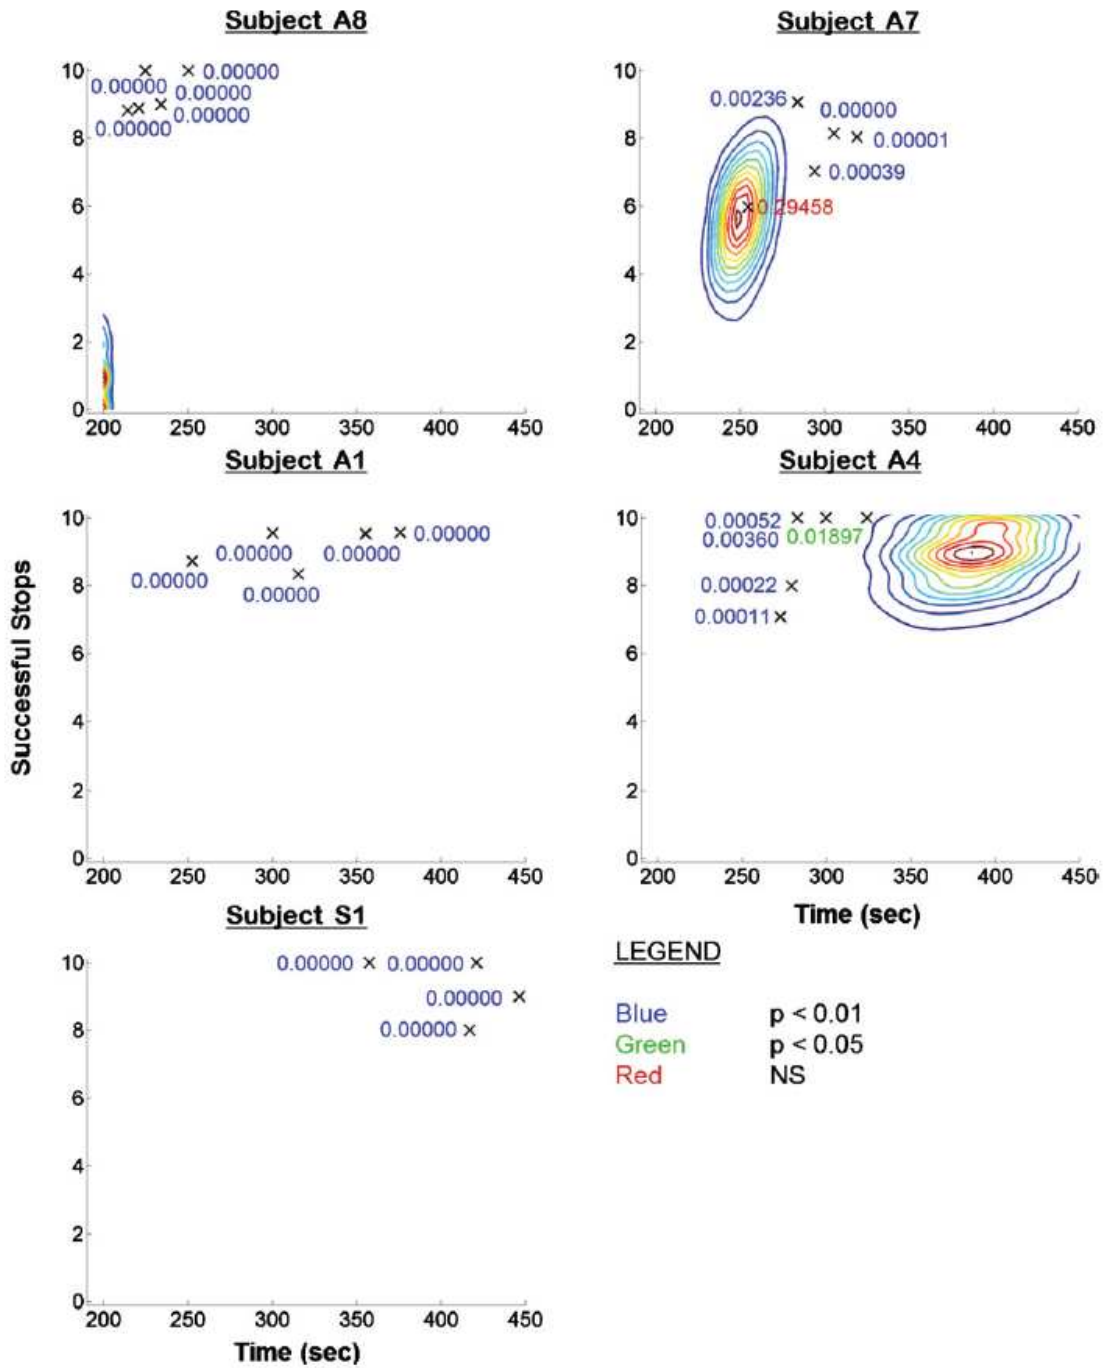 Subject A8
10
0.00000
0.00000 0.00000
0.00000
0.00000
8
6
4
2
0
200 250 300 350 400 450
Subject A7
10
0.00236
0.00000
0.00001
8
0.00039
6
0.29458
4
2
0
200 250 300 350 400 450
Successful Stops
Subject A1
10
0.00000
0.00000 0.00000
0.00000
0.00000
8
6
4
2
0
200 250 300 350 400 450
Subject A4
10
0.00052
0.00360 0.01897
0.00022
8
0.00011
6
4
2
0
200 250 300 350 400 450
Time (sec)
Subject S1
10
0.00000 0.00000
0.00000
0.00000
8
6
4
2
0
200 250 300 350 400 450
Time (sec)
LEGEND
Blue p < 0.01
Green p < 0.05
Red NS